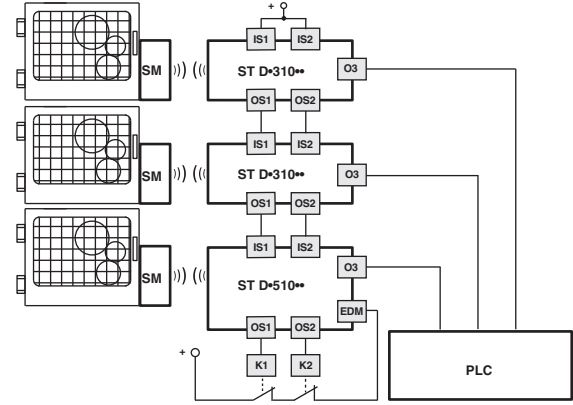 +
IS1 IS2
SM ST D•310•• O3
OS1 OS2
IS1 IS2
SM ST D•310•• O3
OS1 OS2
IS1 IS2
SM ST D•510•• O3
EDM
OS1 OS2
+
K1 K2
PLC